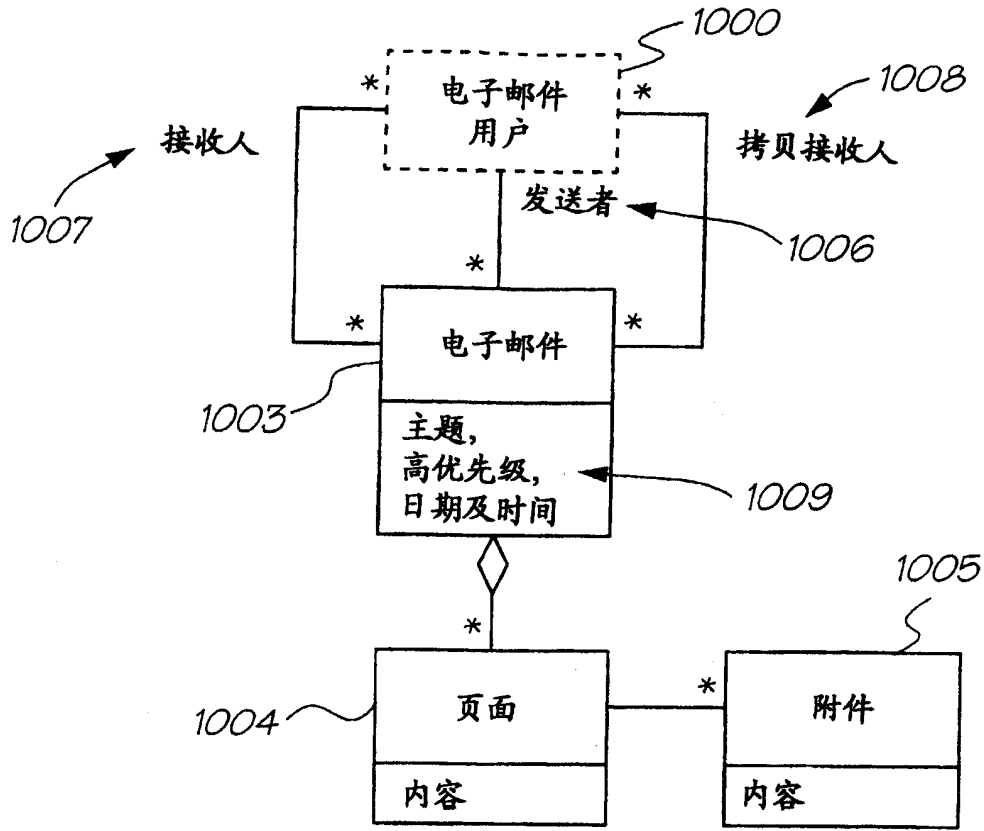 1000
*
电子邮件
用户
*
1008
接收人
拷贝接收人
1007
发送者
1006
*
*
电子邮件
*
1003
主题，
高优先级，
日期及时间
1009
*
1005
页面
*
附件
1004
内容
内容